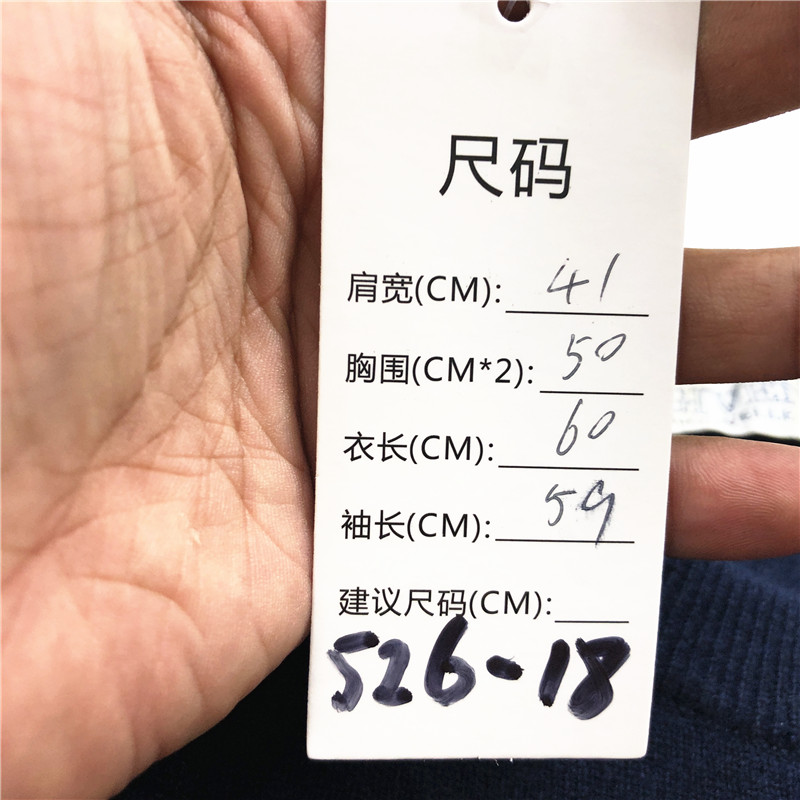 尺码
肩宽(CM): 41
胸围(CM*2): 50
衣长(CM): 60
袖长(CM): 59
建议尺码(CM):
526-18